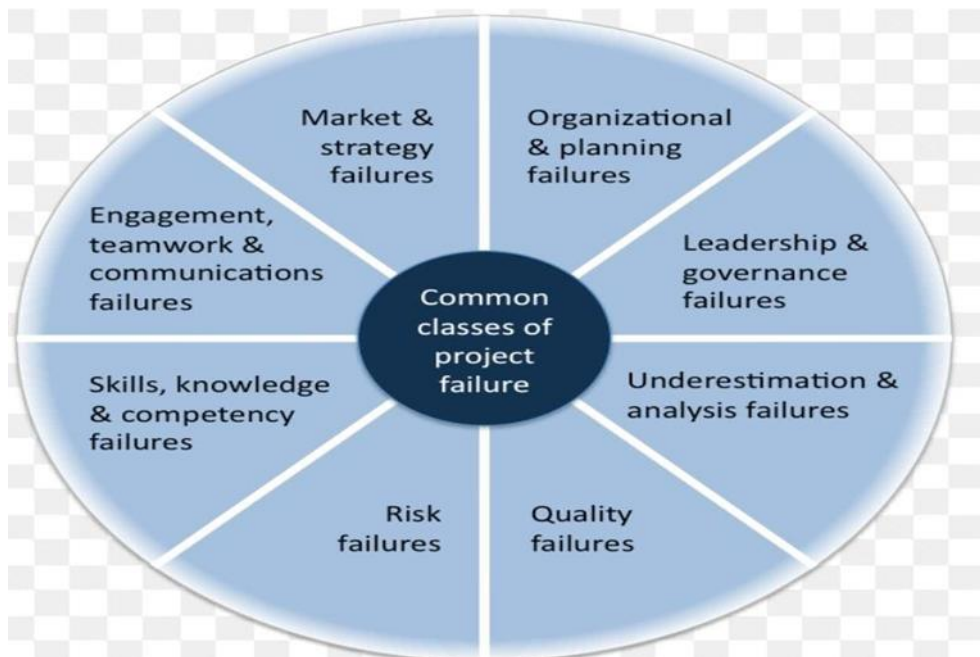 Market &
strategy
failures
Organizational
& planning
failures
Engagement,
teamwork &
communications
failures
Leadership &
governance
failures
Common
classes of
project
failure
Skills, knowledge
& competency
failures
Underestimation &
analysis failures
Risk
failures
Quality
failures